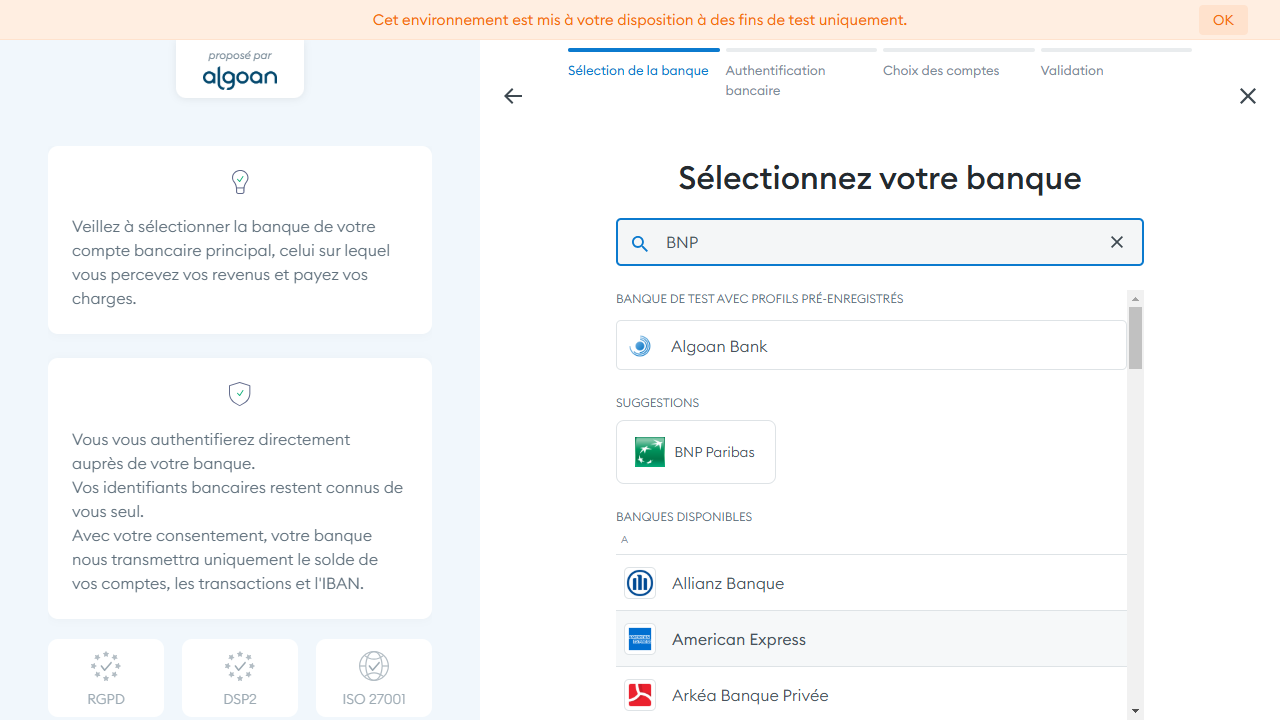 Cet environnement est mis à votre disposition à des fins de test uniquement.
OK
proposé par
algoan
Veillez à sélectionner la banque de votre
compte bancaire principal, celui sur lequel
vous percevez vos revenus et payez vos
charges.
Vous vous authentifierez directement
auprès de votre banque.
Vos identifiants bancaires restent connus de
vous seul.
Avec votre consentement, votre banque
nous transmettra uniquement le solde de
vos comptes, les transactions et l'IBAN.
RGPD
DSP2
ISO 27001
Sélection de la banque
Authentification
bancaire
Choix des comptes
Validation
Sélectionnez votre banque
BNP
BANQUE DE TEST AVEC PROFILS PRÉ-ENREGISTRÉS
Algoan Bank
SUGGESTIONS
BNP Paribas
BANQUES DISPONIBLES
A
Allianz Banque
American Express
Arkéa Banque Privée